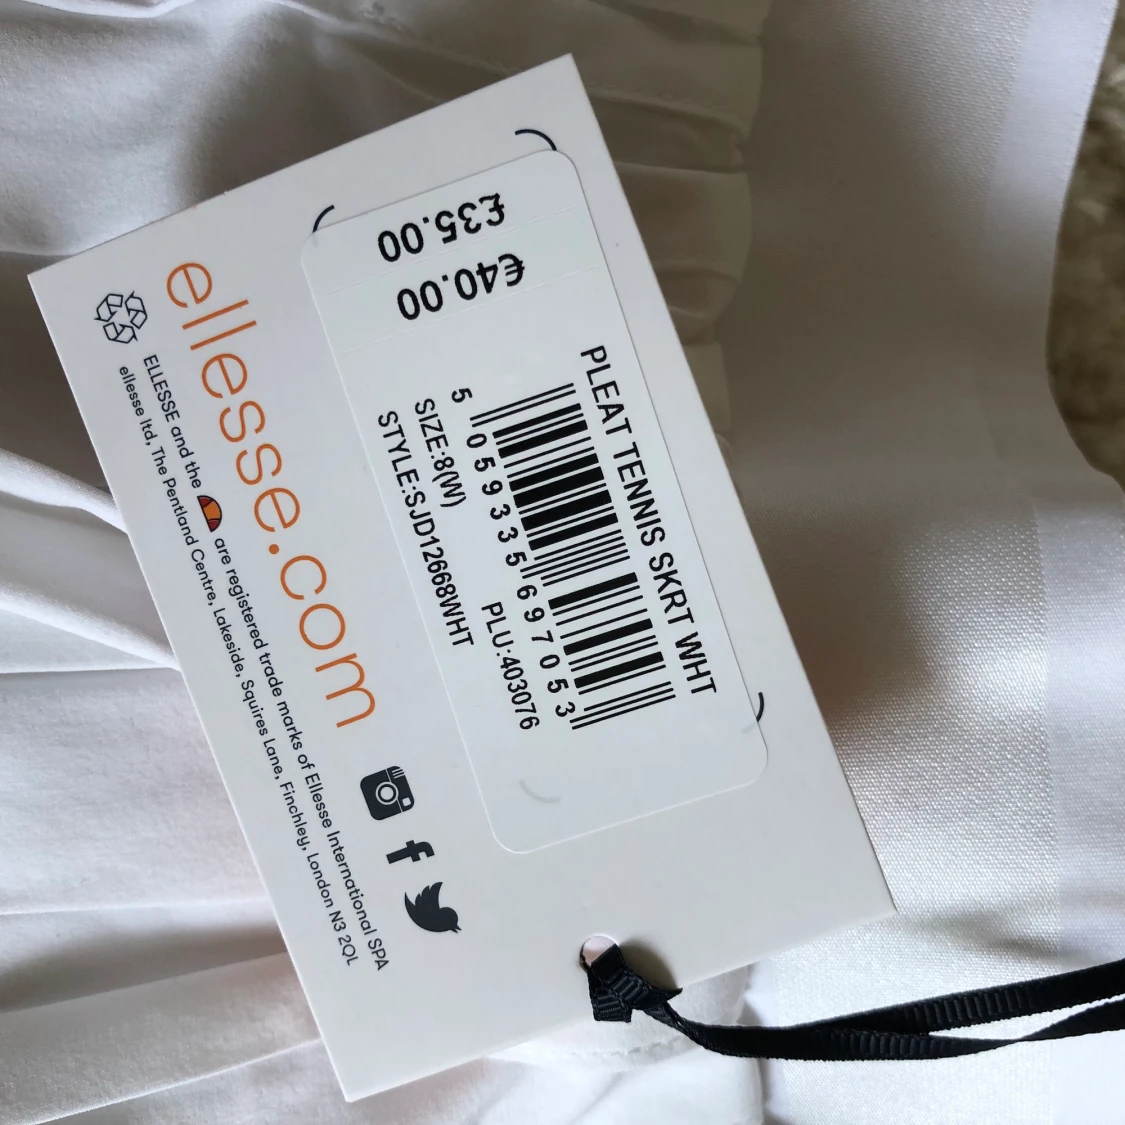 £35.00
€40.00
PLEAT TENNIS SKRT WHT
5 059335 697053
PLU:403076
SIZE:8(W)
STYLE:SJD12668WHT
ellesse.com
ELLESSE and the are registered trade marks of Ellesse International SPA
ellesse ltd, The Pentland Centre, Lakeside, Squires Lane, Finchley, London N3 2QL